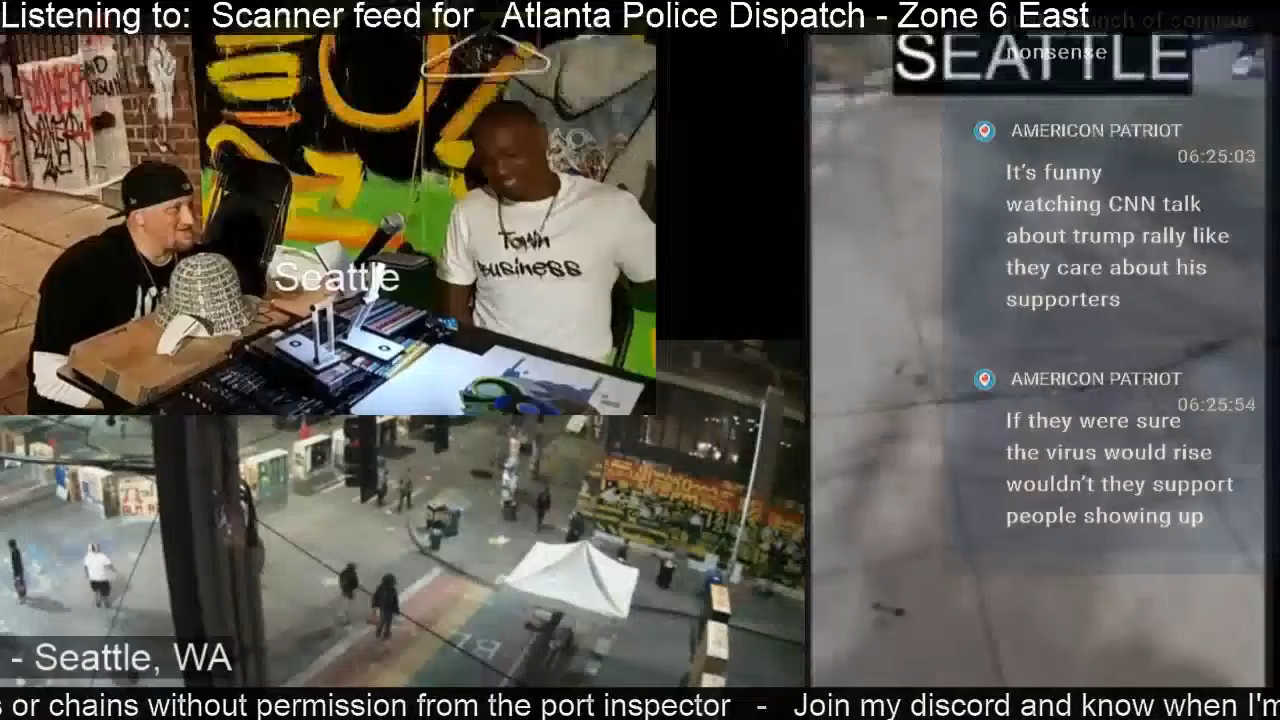 Listening to:  Scanner feed for   Atlanta Police Dispatch - Zone 6 East
nonsense
SEATTLE
AMERICON PATRIOT
06:25:03
It's funny
watching CNN talk
about trump rally like
they care about his
supporters
AMERICON PATRIOT
06:25:54
If they were sure
the virus would rise
wouldn't they support
people showing up
TOWN
BUSINESS
Seattle
- Seattle, WA
or chains without permission from the port inspector   -   Join my discord and know when I'm